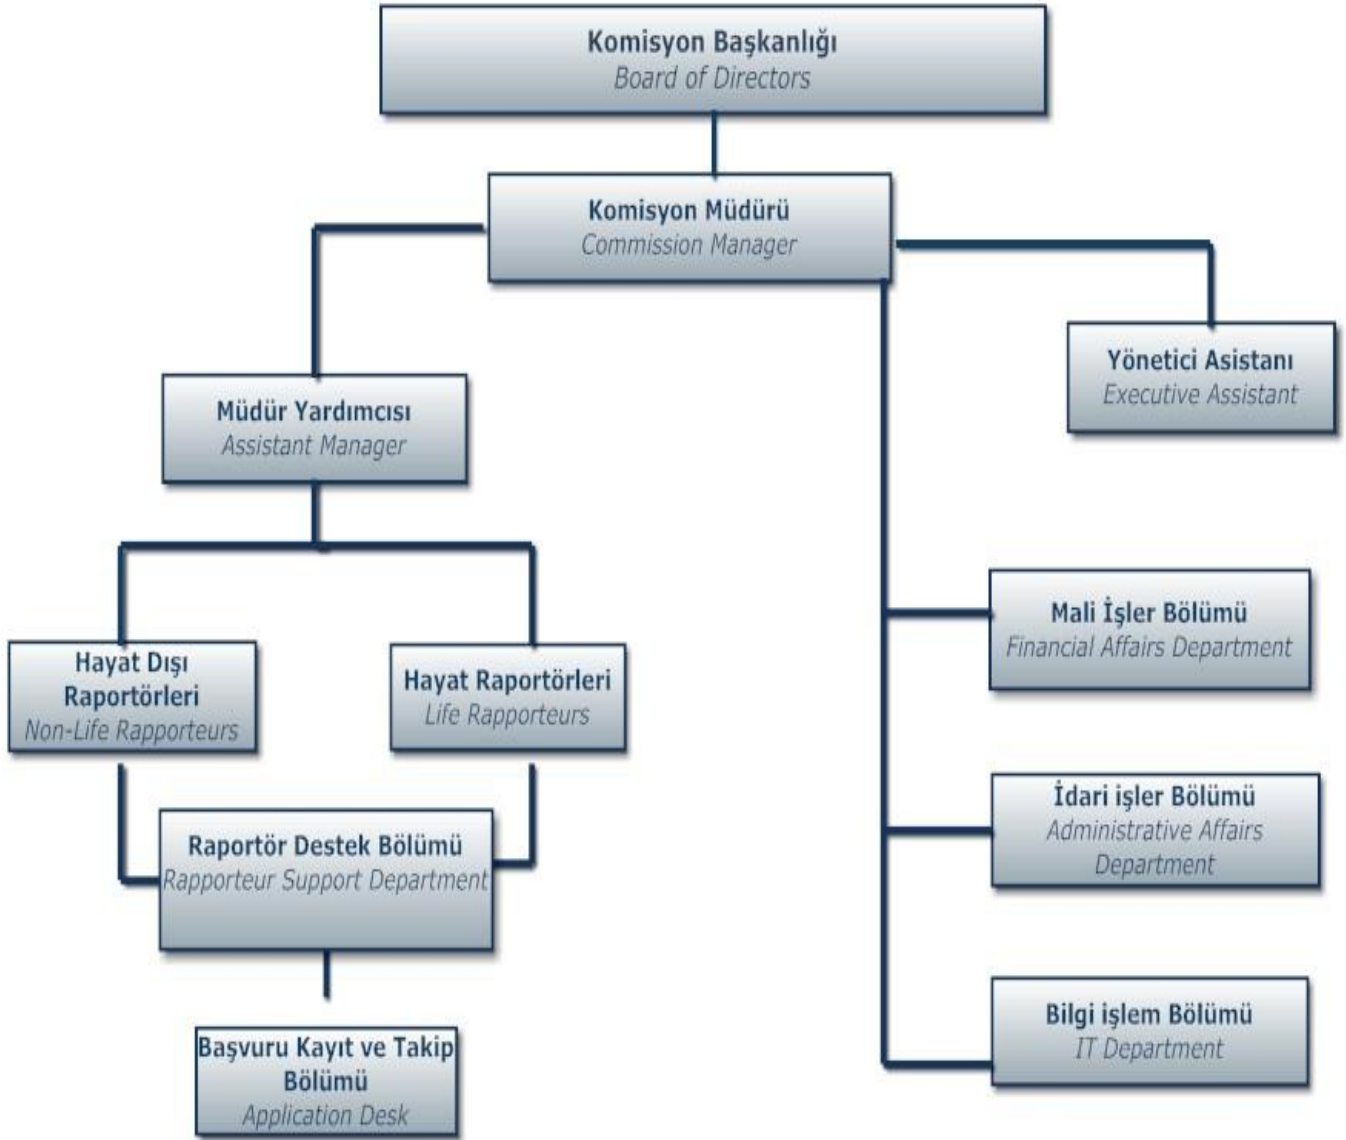 Komisyon Başkanlığı
Board of Directors
Komisyon Müdürü
Commission Manager
Yönetici Asistanı
Executive Assistant
Müdür Yardımcısı
Assistant Manager
Mali İşler Bölümü
Financial Affairs Department
Hayat Dışı
Raportörleri
Non-Life Rapporteurs
Hayat Raportörleri
Life Rapporteurs
İdari işler Bölümü
Administrative Affairs
Department
Raportör Destek Bölümü
Rapporteur Support Department
Bilgi işlem Bölümü
IT Department
Başvuru Kayıt ve Takip
Bölümü
Application Desk